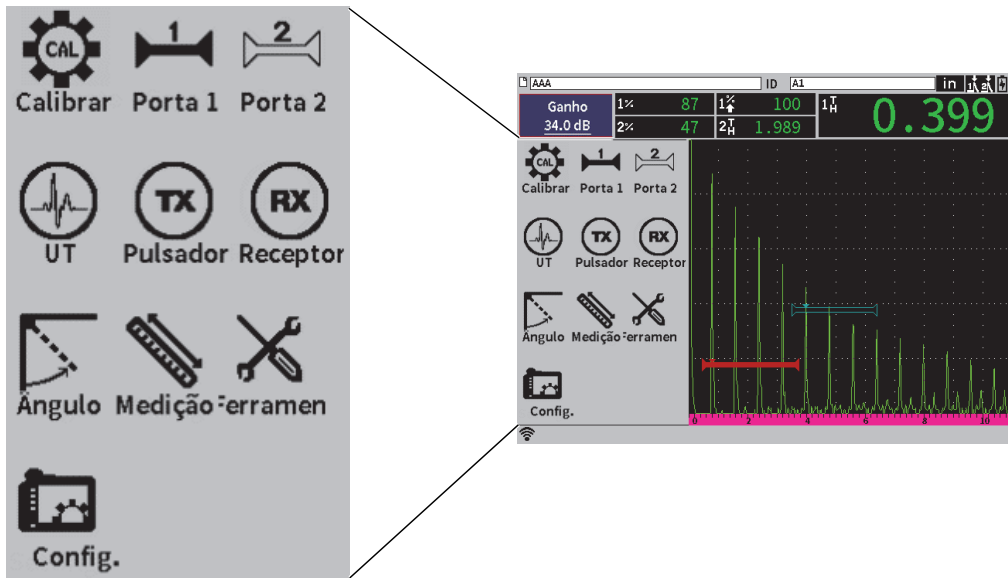 CAL 1 2
Calibrar Porta 1 Porta 2
TX RX
UT Pulsador Receptor
Ângulo Medição Ferramen
Config.
AAA ID A1 in
Ganho
34.0 dB
1% 87 1% 100 1 T H 0.399
2% 47 2 T H 1.989
CAL 1 2
Calibrar Porta 1 Porta 2
TX RX
UT Pulsador Receptor
Ângulo Medição Ferramen
Config.
0 2 4 6 8 10